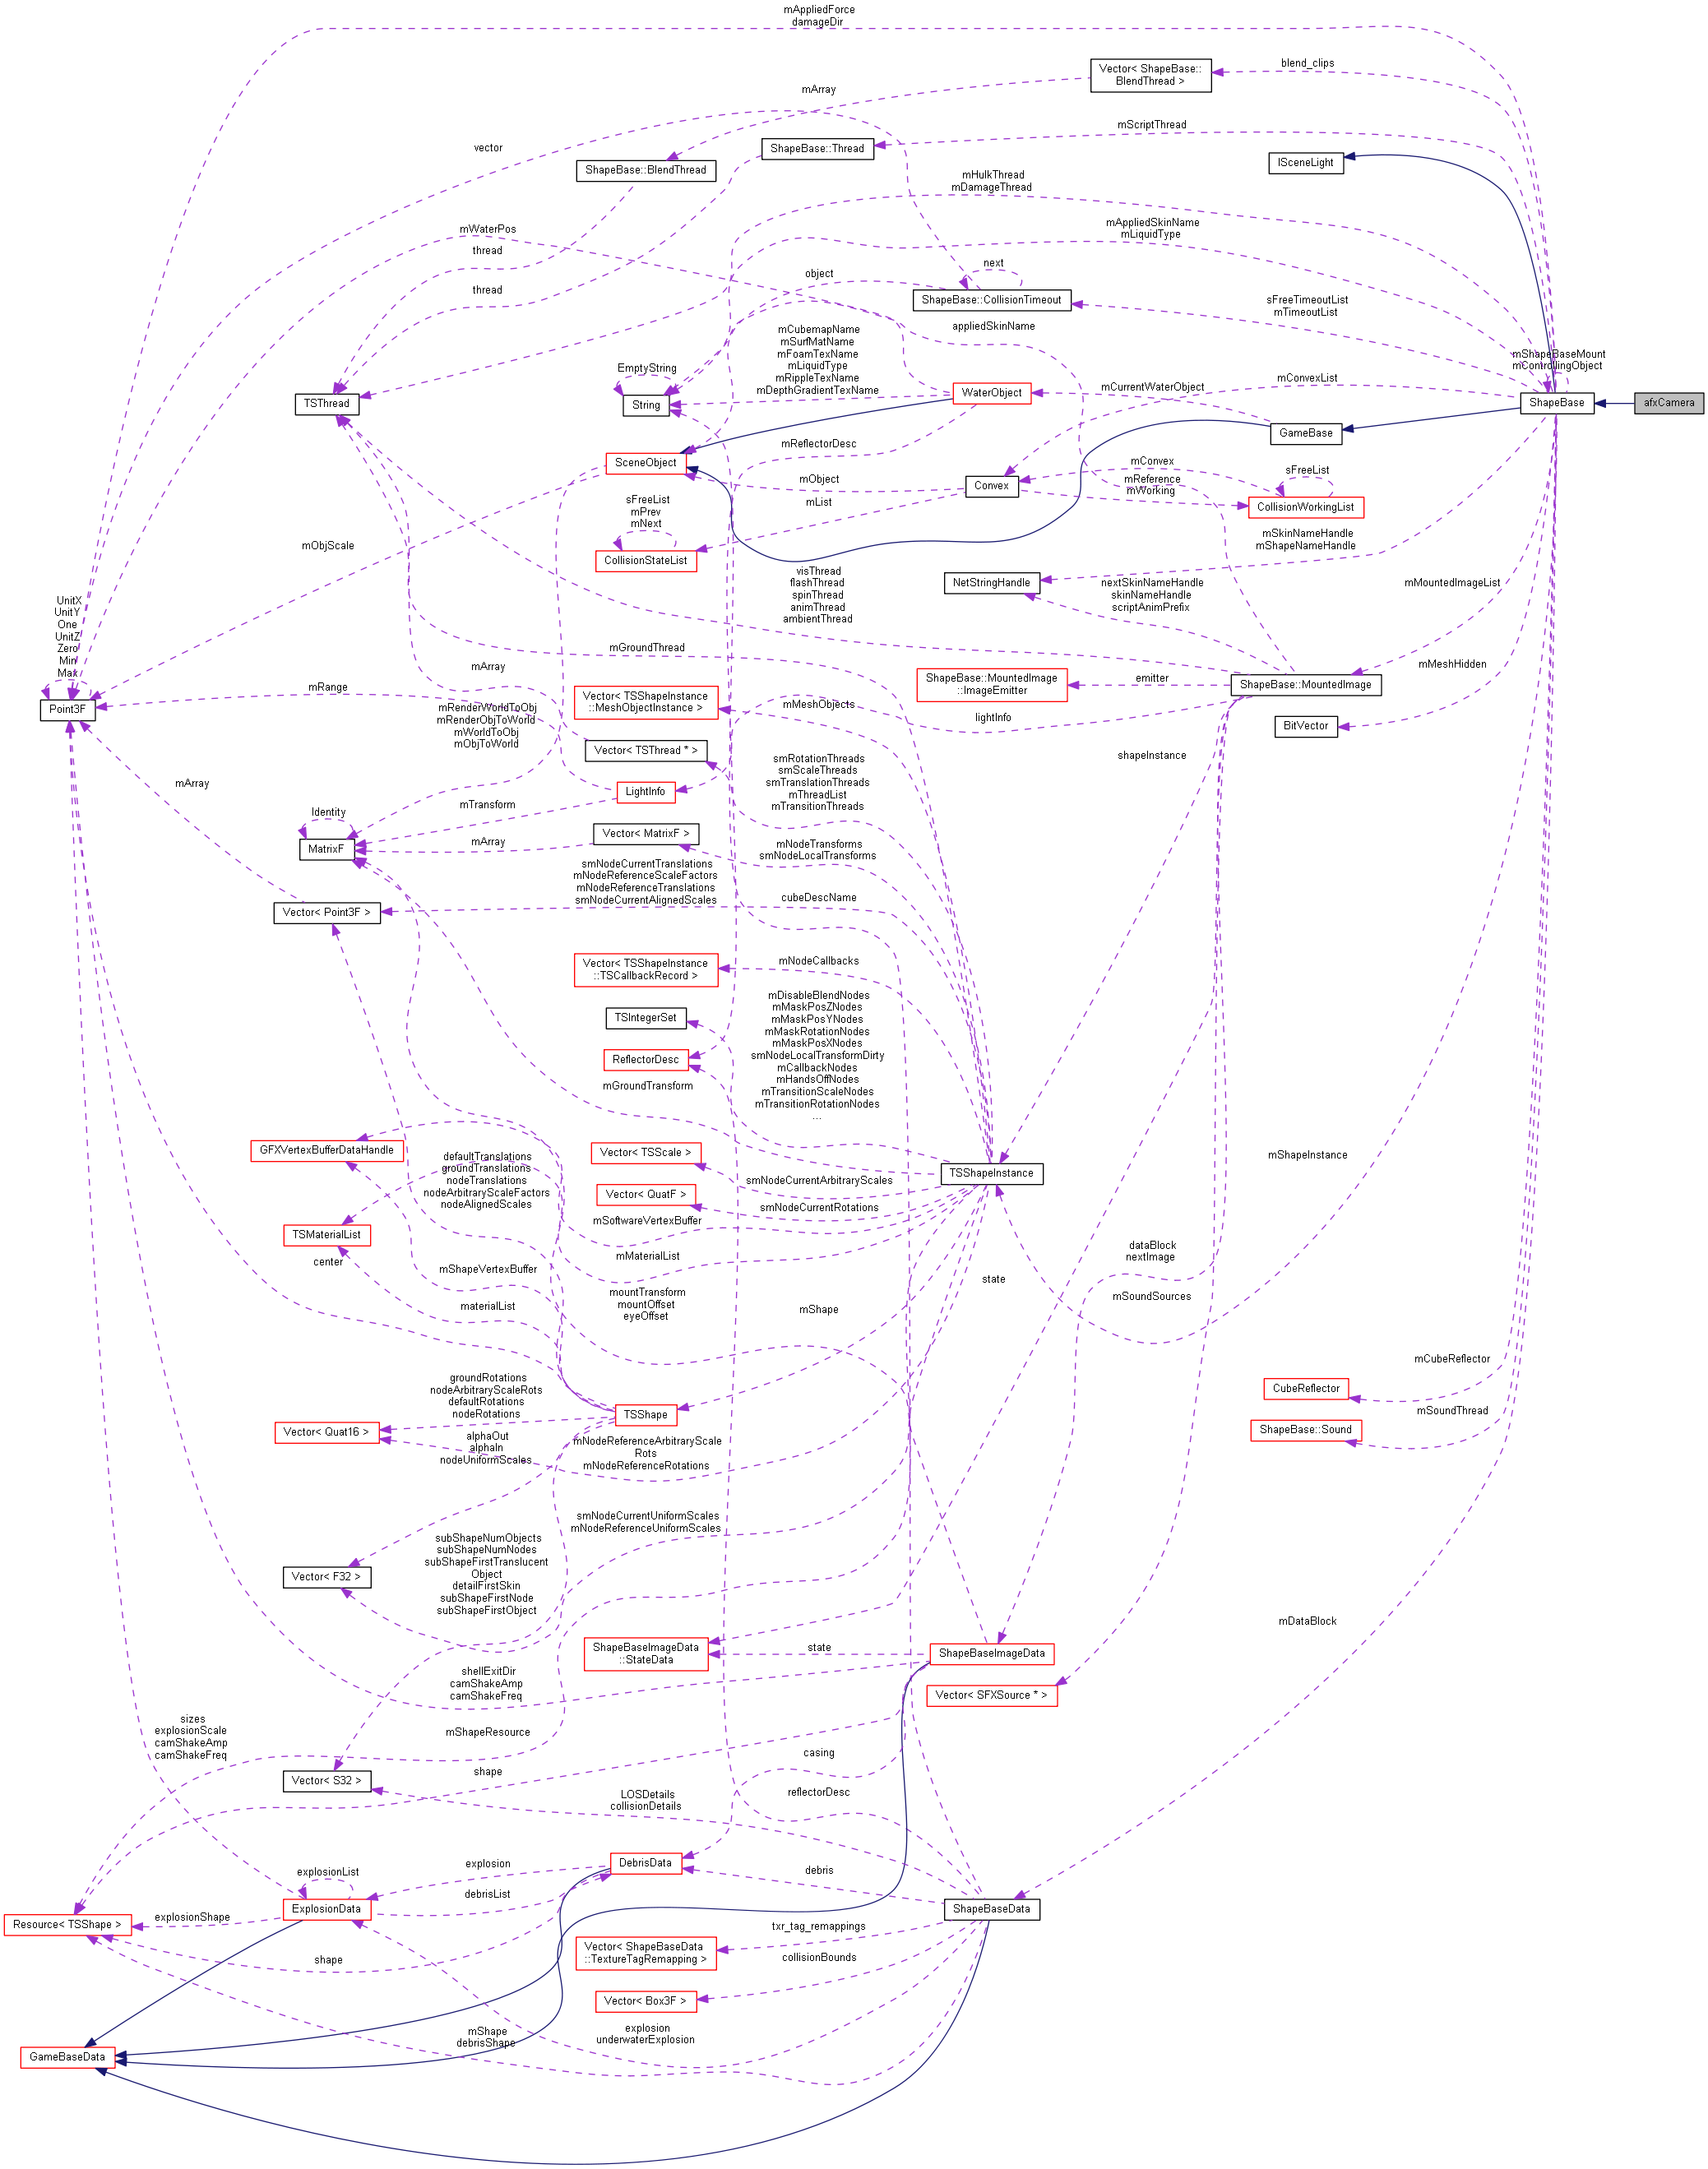 mAppliedForce
damageDir
blend_clips
Vector< ShapeBase::
BlendThread >
mArray
mScriptThread
vector
ShapeBase::Thread
ISceneLight
ShapeBase::BlendThread
mHulkThread
mDamageThread
mWaterPos
thread
mAppliedSkinName
mLiquidType
next
object
thread
ShapeBase::CollisionTimeout
sFreeTimeoutList
mTimeoutList
appliedSkinName
mCubemapName
mSurfMatName
mFoamTexName
mLiquidType
mRippleTexName
mDepthGradientTexName
mShapeBaseMount
mControllingObject
EmptyString
mConvexList
mCurrentWaterObject
WaterObject
TSThread
String
ShapeBase
afxCamera
GameBase
mReflectorDesc
SceneObject
mConvex
sFreeList
mObject
Convex
mReference
mWorking
sFreeList
mPrev
mNext
mList
CollisionWorkingList
mSkinNameHandle
mShapeNameHandle
mObjScale
CollisionStateList
visThread
flashThread
spinThread
animThread
ambientThread
NetStringHandle
nextSkinNameHandle
skinNameHandle
scriptAnimPrefix
mMountedImageList
UnitX
UnitY
One
UnitZ
Zero
Min
Max
mGroundThread
mArray
mMeshHidden
mRange
Vector< TSShapeInstance
::MeshObjectInstance >
ShapeBase::MountedImage
::ImageEmitter
emitter
ShapeBase::MountedImage
Point3F
mRenderWorldToObj
mRenderObjToWorld
mWorldToObj
mObjToWorld
mMeshObjects
lightInfo
BitVector
Vector< TSThread * >
shapeInstance
smRotationThreads
smScaleThreads
smTranslationThreads
mThreadList
mTransitionThreads
mArray
LightInfo
Identity
mTransform
MatrixF
mArray
Vector< MatrixF >
mNodeTransforms
smNodeLocalTransforms
smNodeCurrentTranslations
mNodeReferenceScaleFactors
mNodeReferenceTranslations
smNodeCurrentAlignedScales
cubeDescName
Vector< Point3F >
Vector< TSShapeInstance
::TSCallbackRecord >
mNodeCallbacks
mDisableBlendNodes
mMaskPosZNodes
mMaskPosYNodes
mMaskRotationNodes
mMaskPosXNodes
smNodeLocalTransformDirty
mCallbackNodes
mHandsOffNodes
mTransitionScaleNodes
mTransitionRotationNodes
...
TSIntegerSet
ReflectorDesc
mGroundTransform
GFXVertexBufferDataHandle
defaultTranslations
groundTranslations
nodeTranslations
nodeArbitraryScaleFactors
nodeAlignedScales
Vector< TSScale >
TSShapeInstance
mShapeInstance
smNodeCurrentArbitraryScales
Vector< QuatF >
smNodeCurrentRotations
mSoftwareVertexBuffer
TSMaterialList
mMaterialList
dataBlock
nextImage
center
mShapeVertexBuffer
state
mountTransform
mountOffset
eyeOffset
mSoundSources
materialList
mShape
mCubeReflector
groundRotations
nodeArbitraryScaleRots
defaultRotations
nodeRotations
CubeReflector
TSShape
mSoundThread
Vector< Quat16 >
ShapeBase::Sound
alphaOut
alphaIn
nodeUniformScales
mNodeReferenceArbitraryScale
Rots
mNodeReferenceRotations
smNodeCurrentUniformScales
mNodeReferenceUniformScales
subShapeNumObjects
subShapeNumNodes
subShapeFirstTranslucent
Object
detailFirstSkin
subShapeFirstNode
subShapeFirstObject
Vector< F32 >
mDataBlock
ShapeBaseImageData
::StateData
state
ShapeBaseImageData
shellExitDir
camShakeAmp
camShakeFreq
Vector< SFXSource * >
sizes
explosionScale
camShakeAmp
camShakeFreq
mShapeResource
casing
shape
Vector< S32 >
LOSDetails
collisionDetails
reflectorDesc
explosionList
explosion
DebrisData
debris
debrisList
ExplosionData
ShapeBaseData
Resource< TSShape >
explosionShape
txr_tag_remappings
shape
Vector< ShapeBaseData
::TextureTagRemapping >
collisionBounds
Vector< Box3F >
explosion
underwaterExplosion
mShape
debrisShape
GameBaseData